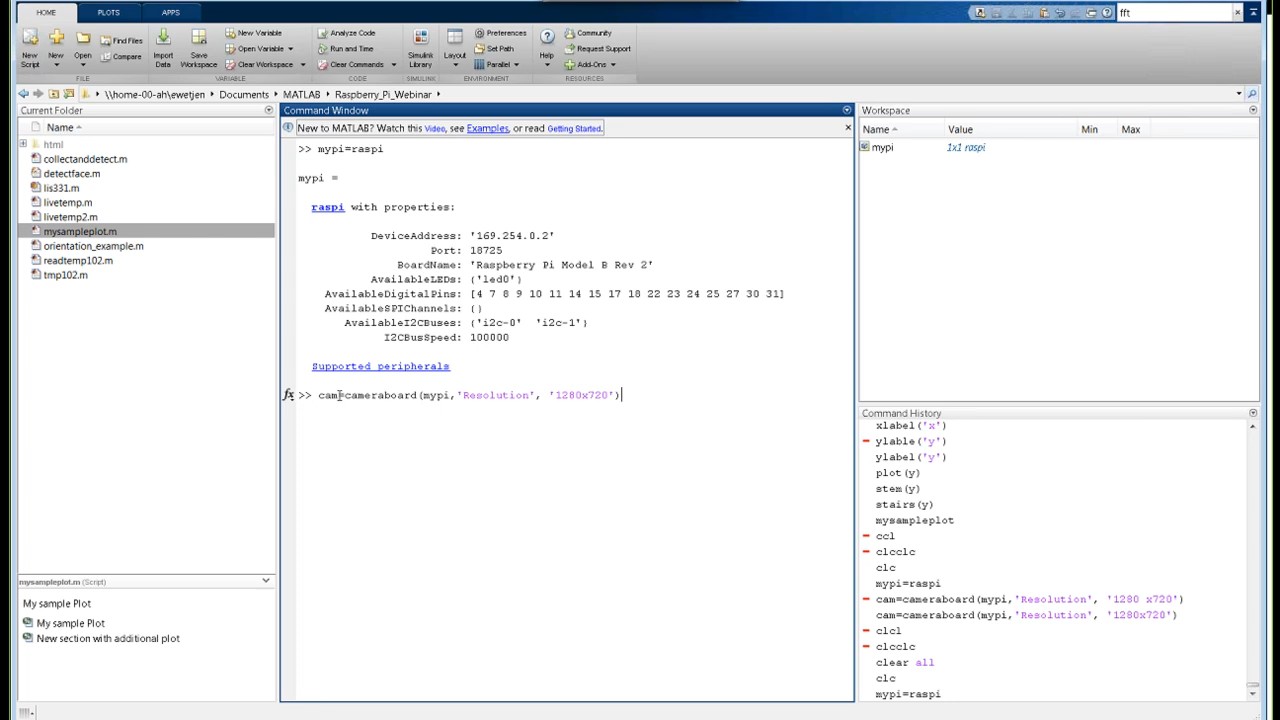 HOME PLOTS APPS fft
New Script
New
Open
Find Files
Compare
FILE
Import Data
Save Workspace
New Variable
Open Variable
Clear Workspace
VARIABLE
Analyze Code
Run and Time
Clear Commands
CODE
Simulink Library
SIMULINK
Layout
Preferences
Set Path
Parallel
ENVIRONMENT
Help
Community
Request Support
Add-Ons
RESOURCES
\\home-00-ah\ewetjen ▸ Documents ▸ MATLAB ▸ Raspberry_Pi_Webinar ▸
Current Folder
Name
html
collectanddetect.m
detectface.m
lis331.m
livetemp.m
livetemp2.m
mysampleplot.m
orientation_example.m
readtemp102.m
tmp102.m
mysampleplot.m (Script)
My sample Plot
My sample Plot
New section with additional plot
Command Window
New to MATLAB? Watch this Video, see Examples, or read Getting Started.
>> mypi=raspi
mypi =
raspi with properties:
DeviceAddress: '169.254.0.2'
Port: 18725
BoardName: 'Raspberry Pi Model B Rev 2'
AvailableLEDs: {'led0'}
AvailableDigitalPins: [4 7 8 9 10 11 14 15 17 18 22 23 24 25 27 30 31]
AvailableSPIChannels: {}
AvailableI2CBuses: {'i2c-0' 'i2c-1'}
I2CBusSpeed: 100000
Supported peripherals
fx >> cam=cameraboard(mypi,'Resolution', '1280x720')
Workspace
Name Value Min Max
mypi 1x1 raspi
Command History
xlabel('x')
ylable('y')
ylabel('y')
plot(y)
stem(y)
stairs(y)
mysampleplot
ccl
clcclc
clc
mypi=raspi
cam=cameraboard(mypi,'Resolution', '1280 x720')
cam=cameraboard(mypi,'Resolution', '1280x720')
clcl
clcclc
clear all
clc
mypi=raspi